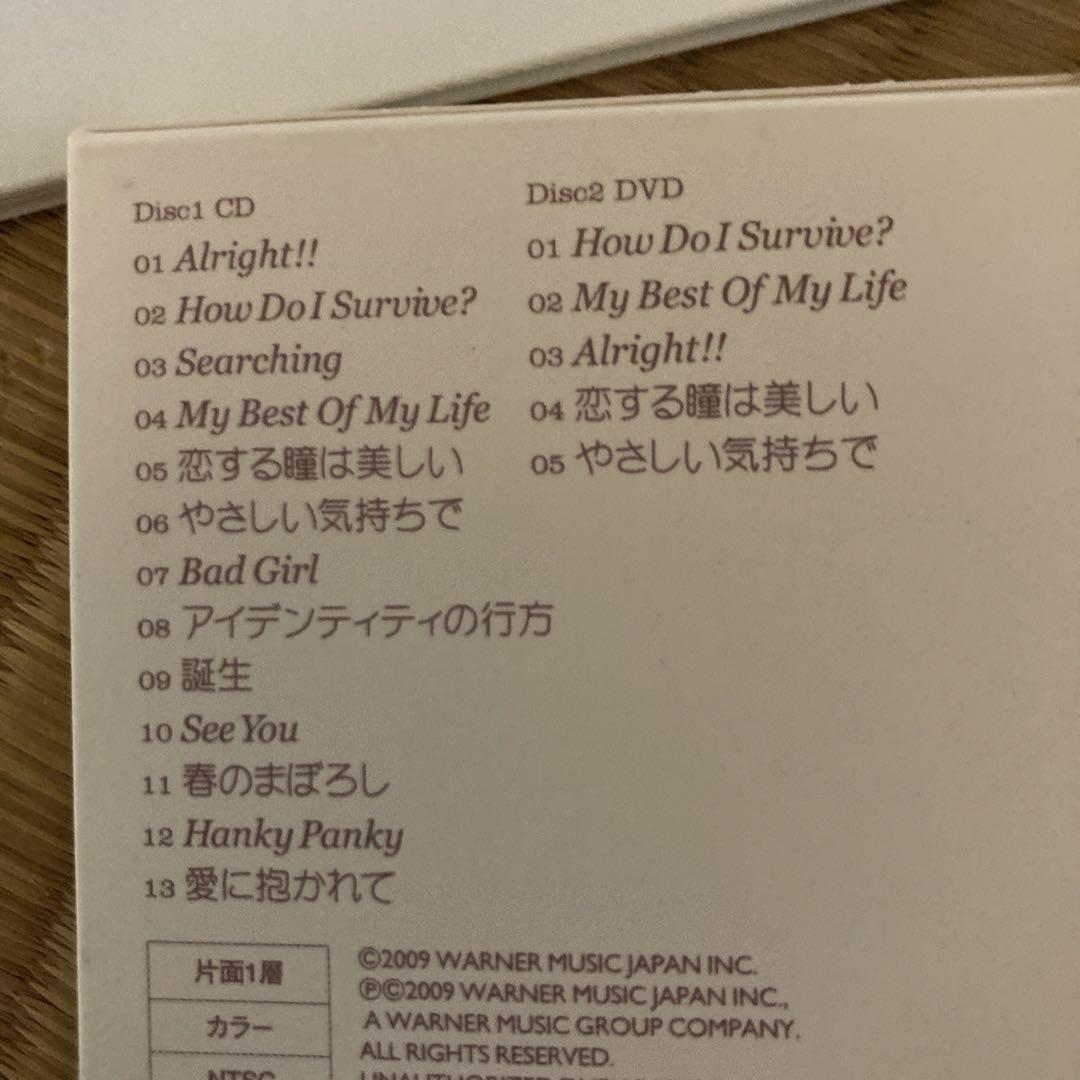 Disc1 CD
01 Alright!!
02 How Do I Survive?
03 Searching
04 My Best Of My Life
05 恋する瞳は美しい
06 やさしい気持ちで
07 Bad Girl
08 アイデンティティの行方
09 誕生
10 See You
11 春のまぼろし
12 Hanky Panky
13 愛に抱かれて
Disc2 DVD
01 How Do I Survive?
02 My Best Of My Life
03 Alright!!
04 恋する瞳は美しい
05 やさしい気持ちで
片面1層
カラー
NTSC
©2009 WARNER MUSIC JAPAN INC.
℗©2009 WARNER MUSIC JAPAN INC.,
A WARNER MUSIC GROUP COMPANY.
ALL RIGHTS RESERVED.